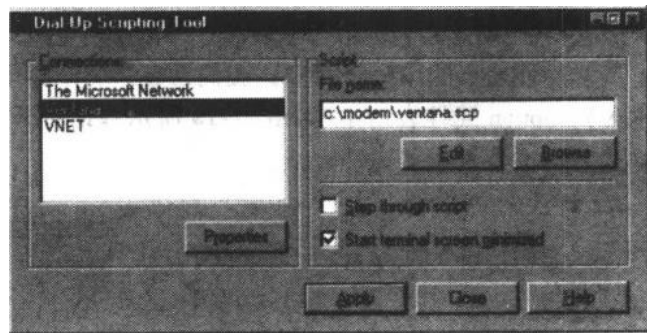 Dial-Up Scripting Tool
Connections:
The Microsoft Network
VNET
Properties
Script
File name:
c:\modem\ventana.scp
Edit
Browse
Step through script
Start terminal screen minimized
Apply
Close
Help